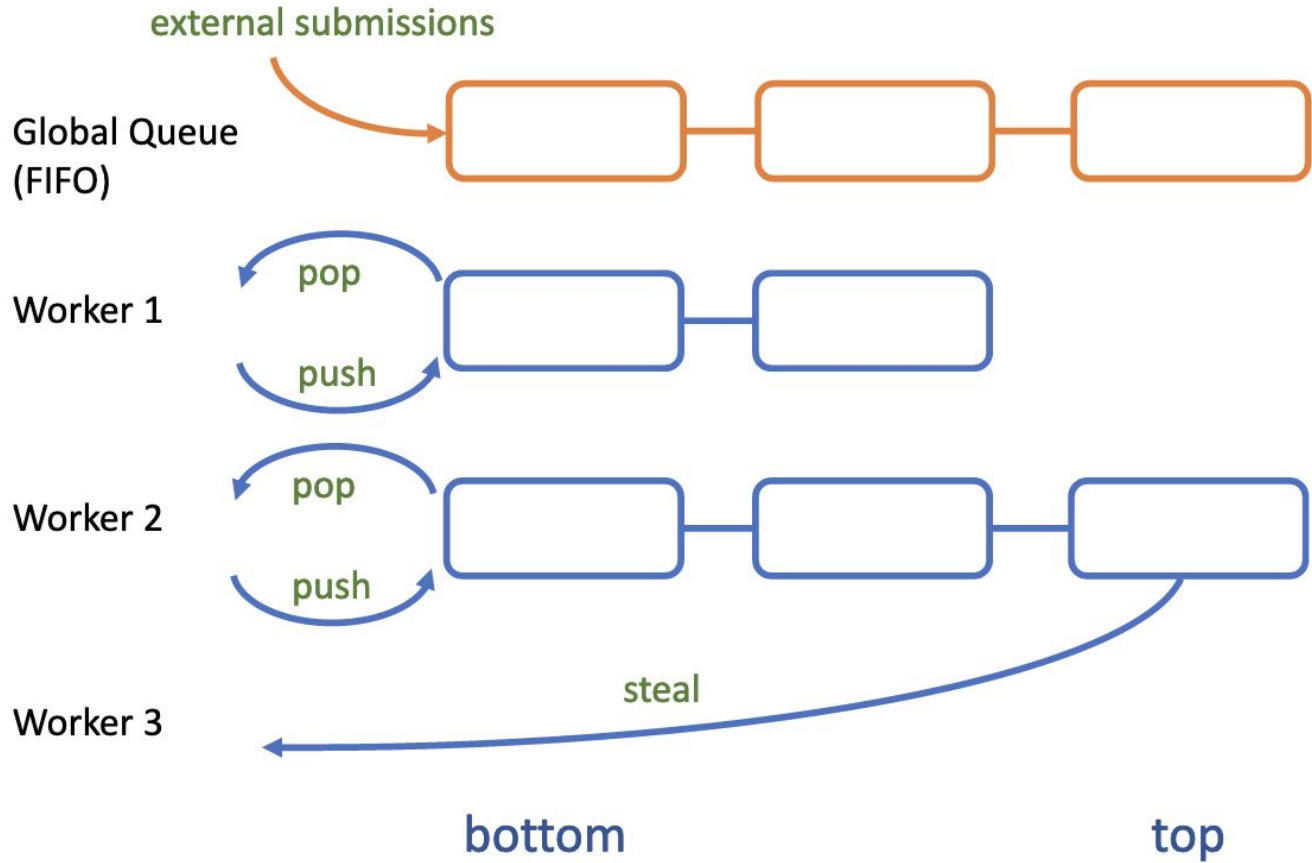 external submissions
Global Queue
(FIFO)
pop
Worker 1
push
pop
Worker 2
push
steal
Worker 3
bottom
top